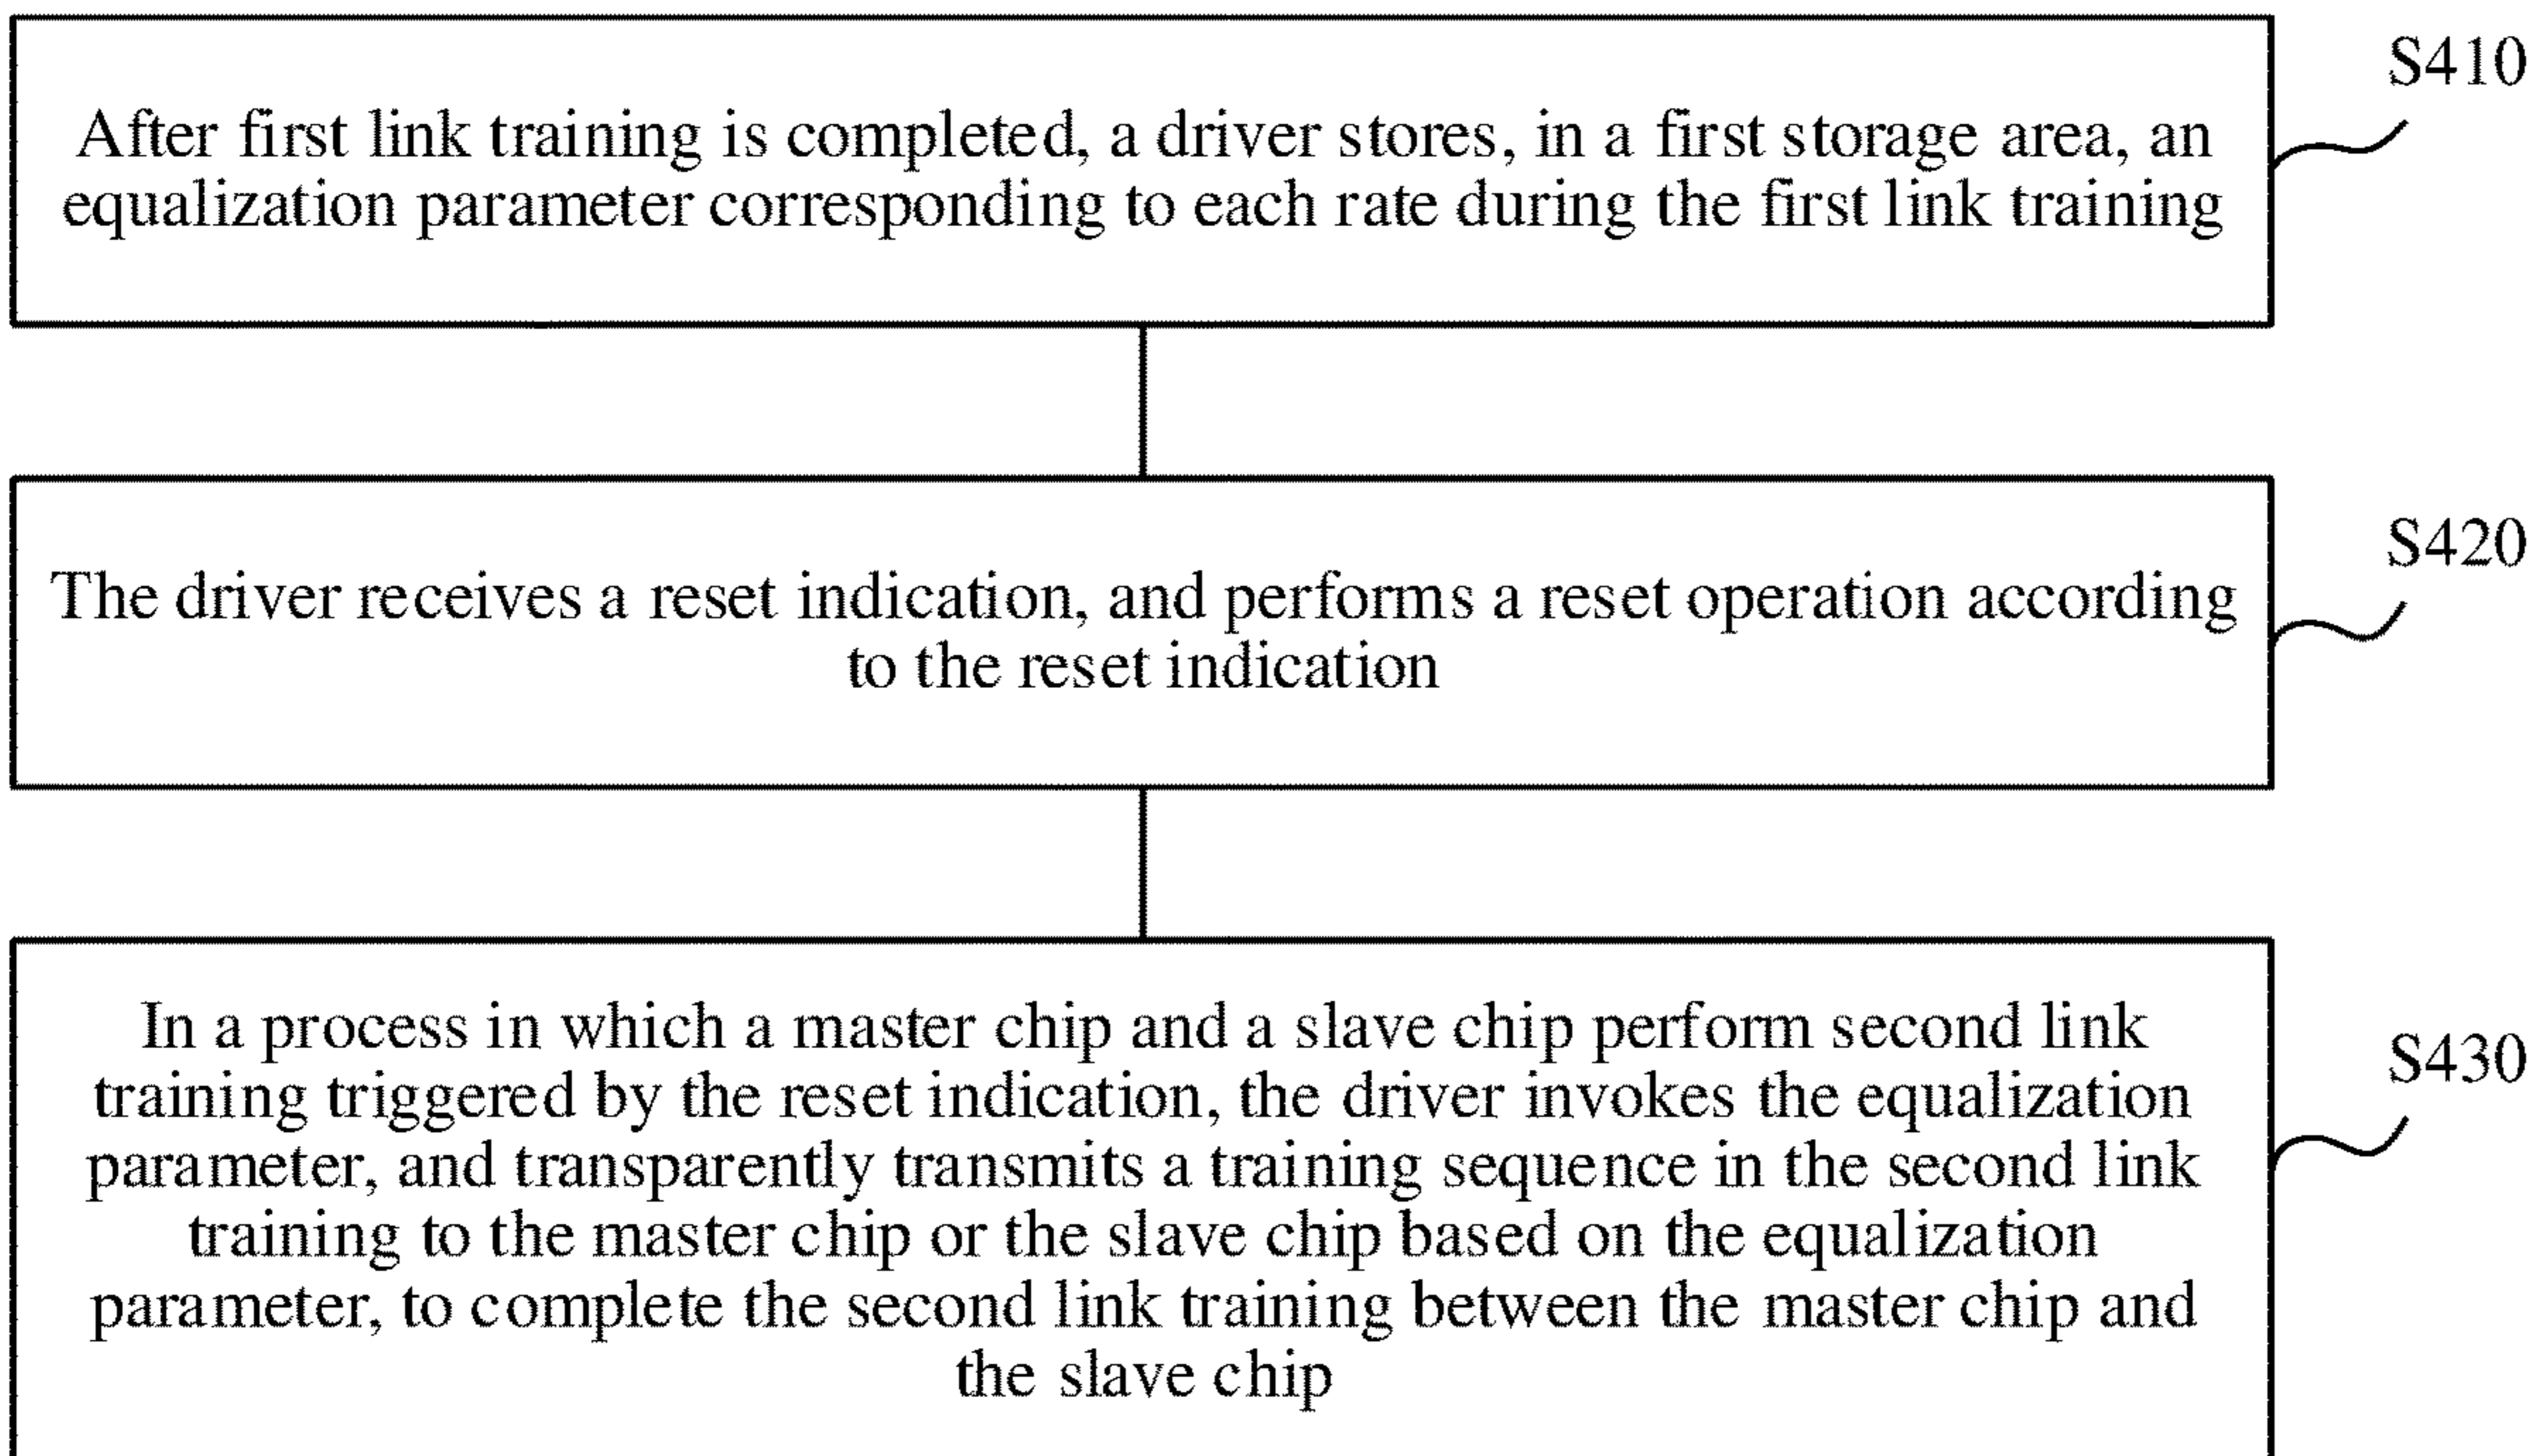 S410
After first link training is completed, a driver stores, in a first storage area, an
equalization parameter corresponding to each rate during the first link training
S420
The driver receives a reset indication, and performs a reset operation according
to the reset indication
S430
In a process in which a master chip and a slave chip perform second link
training triggered by the reset indication, the driver invokes the equalization
parameter, and transparently transmits a training sequence in the second link
training to the master chip or the slave chip based on the equalization
parameter, to complete the second link training between the master chip and
the slave chip